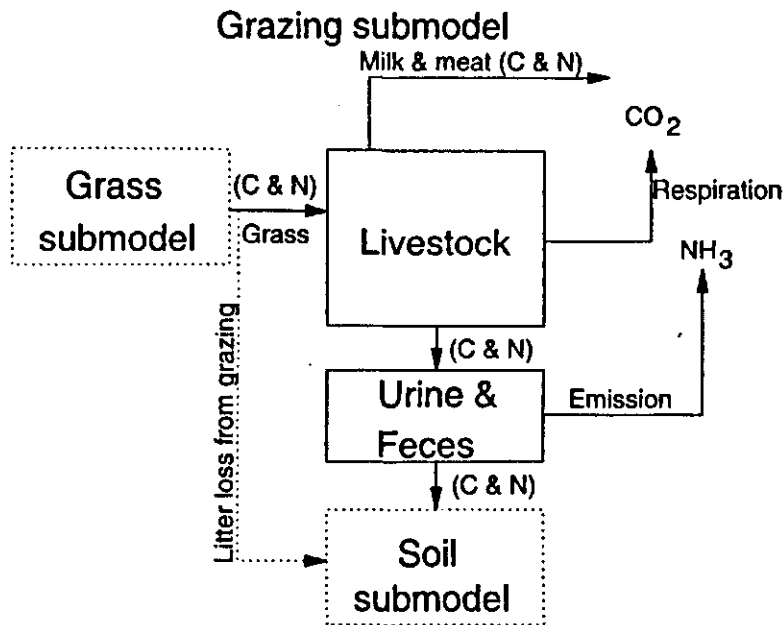 Grazing submodel
Milk & meat (C & N)
CO2
Grass
submodel
(C & N)
Grass
Livestock
Respiration
NH3
(C & N)
Litter loss from grazing
Urine &
Feces
Emission
(C & N)
Soil
submodel